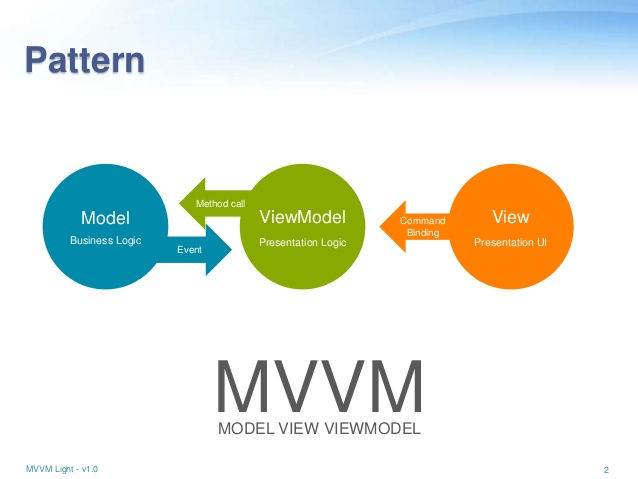 Pattern
Model
Business Logic
Method call
Event
ViewModel
Presentation Logic
Command
Binding
View
Presentation UI
MVVM
MODEL VIEW VIEWMODEL
MVVM Light - v1.0
2